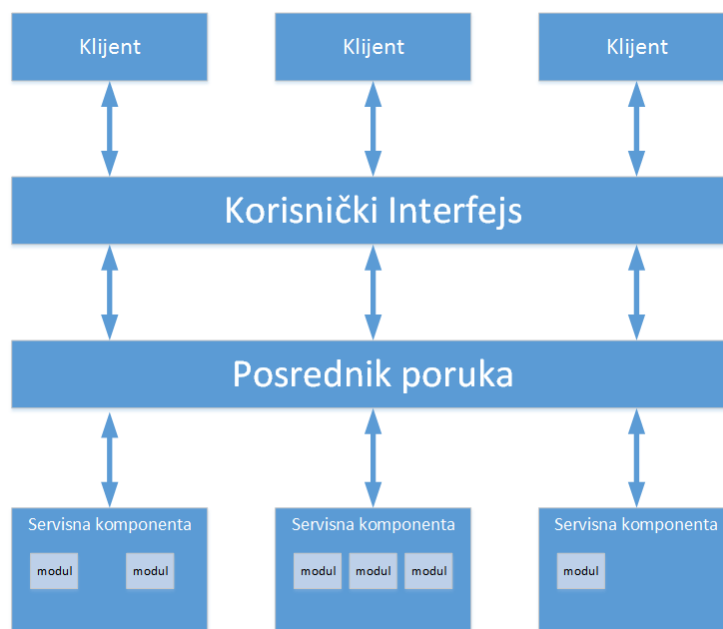 Klijent
Klijent
Klijent
Korisnički Interfejs
Posrednik poruka
Servisna komponenta
modul
modul
Servisna komponenta
modul
modul
modul
Servisna komponenta
modul